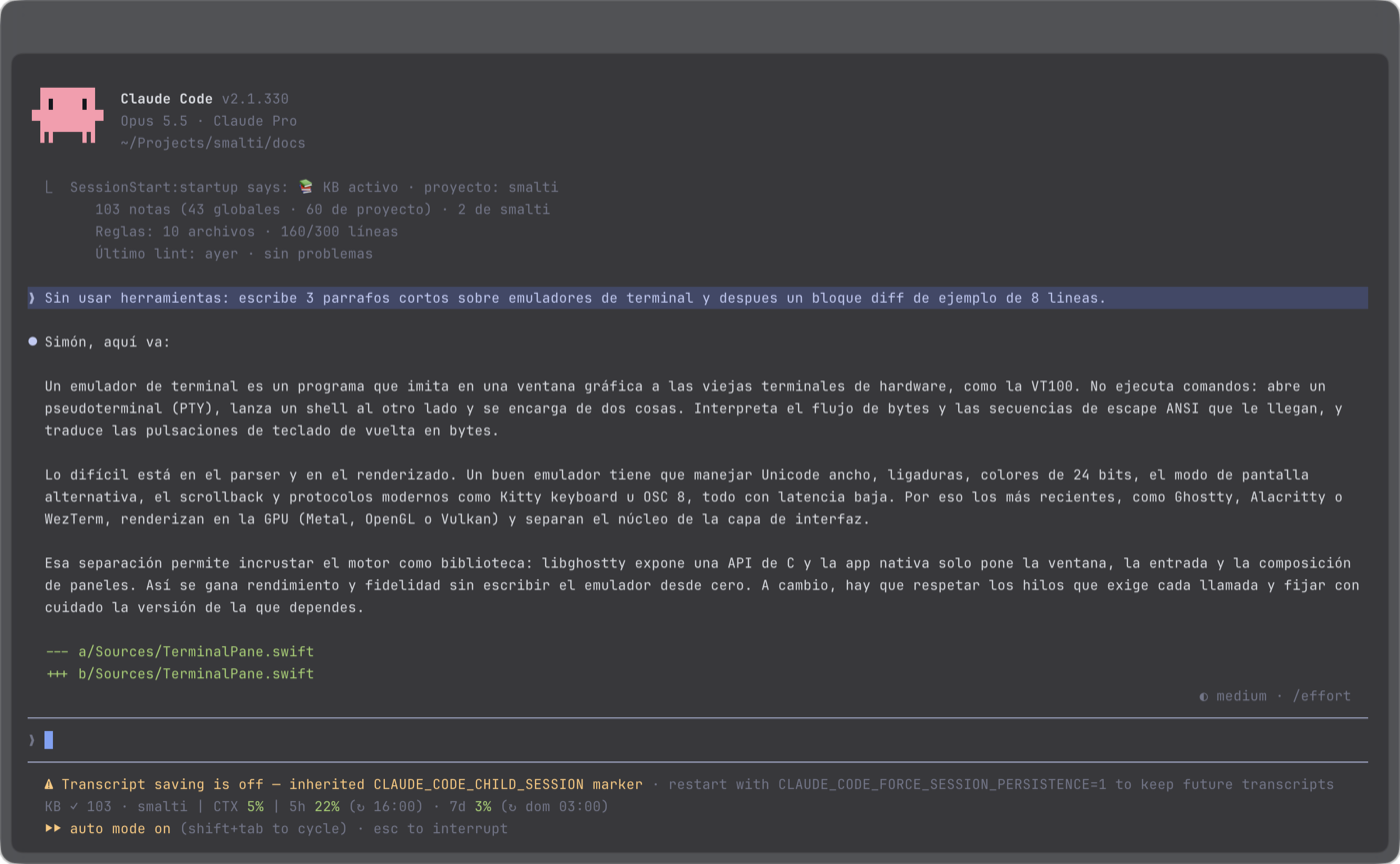 Claude Code v2.1.330
Opus 5.5 · Claude Pro
~/Projects/smalti/docs
⎿ SessionStart:startup says: 📚 KB activo · proyecto: smalti
103 notas (43 globales · 60 de proyecto) · 2 de smalti
Reglas: 10 archivos · 160/300 líneas
Último lint: ayer · sin problemas
❯ Sin usar herramientas: escribe 3 parrafos cortos sobre emuladores de terminal y despues un bloque diff de ejemplo de 8 lineas.
● Simón, aquí va:
Un emulador de terminal es un programa que imita en una ventana gráfica a las viejas terminales de hardware, como la VT100. No ejecuta comandos: abre un
pseudoterminal (PTY), lanza un shell al otro lado y se encarga de dos cosas. Interpreta el flujo de bytes y las secuencias de escape ANSI que le llegan, y
traduce las pulsaciones de teclado de vuelta en bytes.
Lo difícil está en el parser y en el renderizado. Un buen emulador tiene que manejar Unicode ancho, ligaduras, colores de 24 bits, el modo de pantalla
alternativa, el scrollback y protocolos modernos como Kitty keyboard u OSC 8, todo con latencia baja. Por eso los más recientes, como Ghostty, Alacritty o
WezTerm, renderizan en la GPU (Metal, OpenGL o Vulkan) y separan el núcleo de la capa de interfaz.
Esa separación permite incrustar el motor como biblioteca: libghostty expone una API de C y la app nativa solo pone la ventana, la entrada y la composición
de paneles. Así se gana rendimiento y fidelidad sin escribir el emulador desde cero. A cambio, hay que respetar los hilos que exige cada llamada y fijar con
cuidado la versión de la que dependes.
--- a/Sources/TerminalPane.swift
+++ b/Sources/TerminalPane.swift
◐ medium · /effort
❯
⚠ Transcript saving is off — inherited CLAUDE_CODE_CHILD_SESSION marker · restart with CLAUDE_CODE_FORCE_SESSION_PERSISTENCE=1 to keep future transcripts
KB ✓ 103 · smalti | CTX 5% | 5h 22% (↻ 16:00) · 7d 3% (↻ dom 03:00)
⏵⏵ auto mode on (shift+tab to cycle) · esc to interrupt